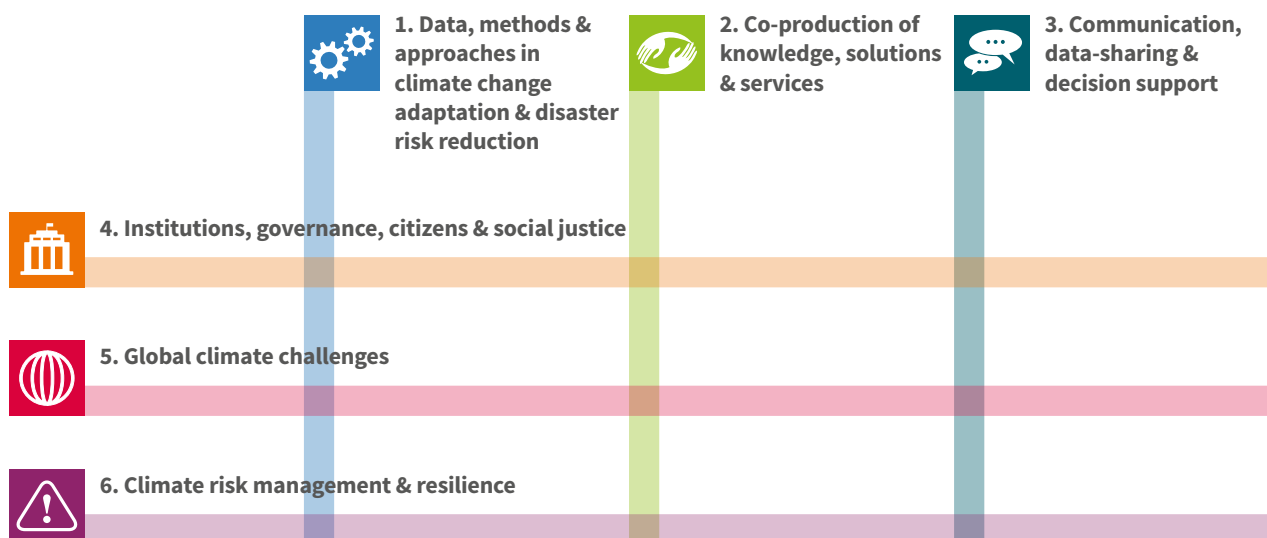 1. Data, methods &
approaches in
climate change
adaptation & disaster
risk reduction
2. Co-production of
knowledge, solutions
& services
3. Communication,
data-sharing &
decision support
4. Institutions, governance, citizens & social justice
5. Global climate challenges
6. Climate risk management & resilience